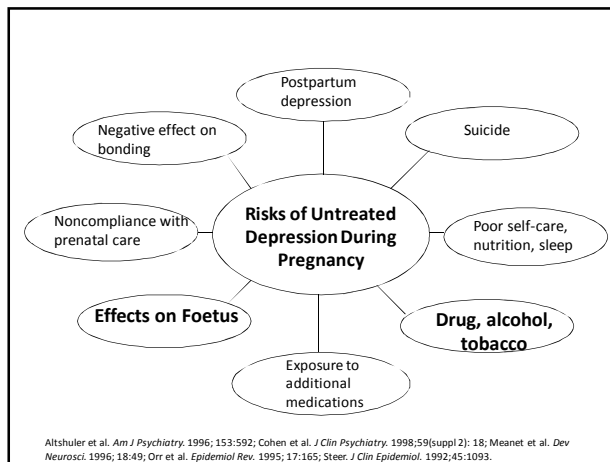 Postpartum
depression
Negative effect on
bonding
Suicide
Noncompliance with
prenatal care
Risks of Untreated
Depression During
Pregnancy
Poor self-care,
nutrition, sleep
Effects on Foetus
Drug, alcohol,
tobacco
Exposure to
additional
medications
Altshuler et al. Am J Psychiatry. 1996; 153:592; Cohen et al. J Clin Psychiatry. 1998;59(suppl 2): 18; Meanet et al. Dev
Neurosci. 1996; 18:49; Orr et al. Epidemiol Rev. 1995; 17:165; Steer. J Clin Epidemiol. 1992;45:1093.